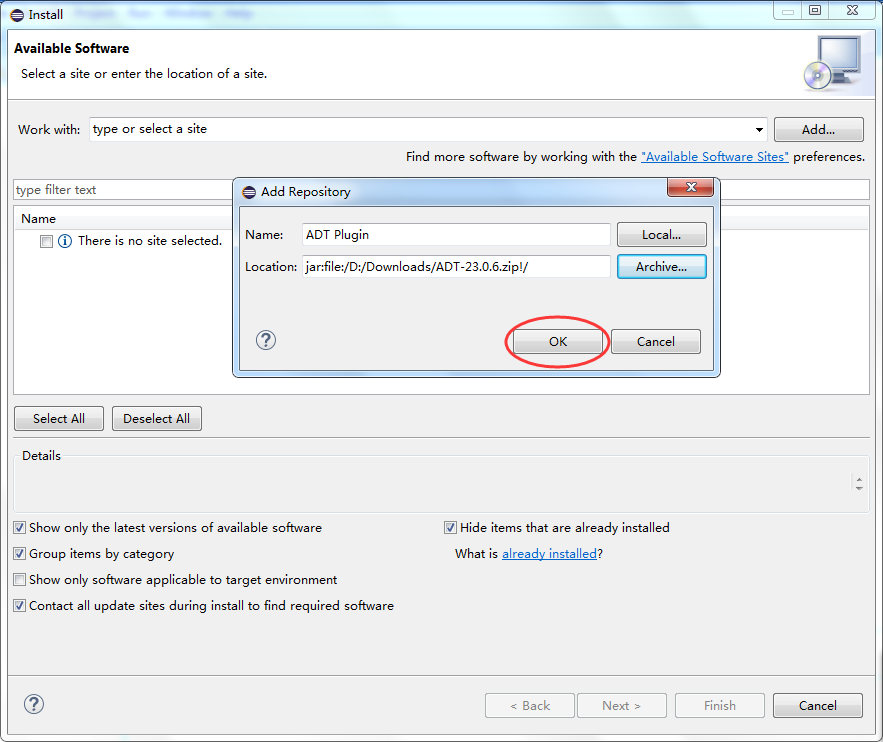 Install
Available Software
Select a site or enter the location of a site.
Work with: type or select a site Add...
Find more software by working with the "Available Software Sites" preferences.
type filter text
Name
There is no site selected.
Add Repository
Name: ADT Plugin Local...
Location: jar:file:/D:/Downloads/ADT-23.0.6.zip!/ Archive...
? OK Cancel
Select All Deselect All
Details
Show only the latest versions of available software Hide items that are already installed
Group items by category What is already installed?
Show only software applicable to target environment
Contact all update sites during install to find required software
? < Back Next > Finish Cancel